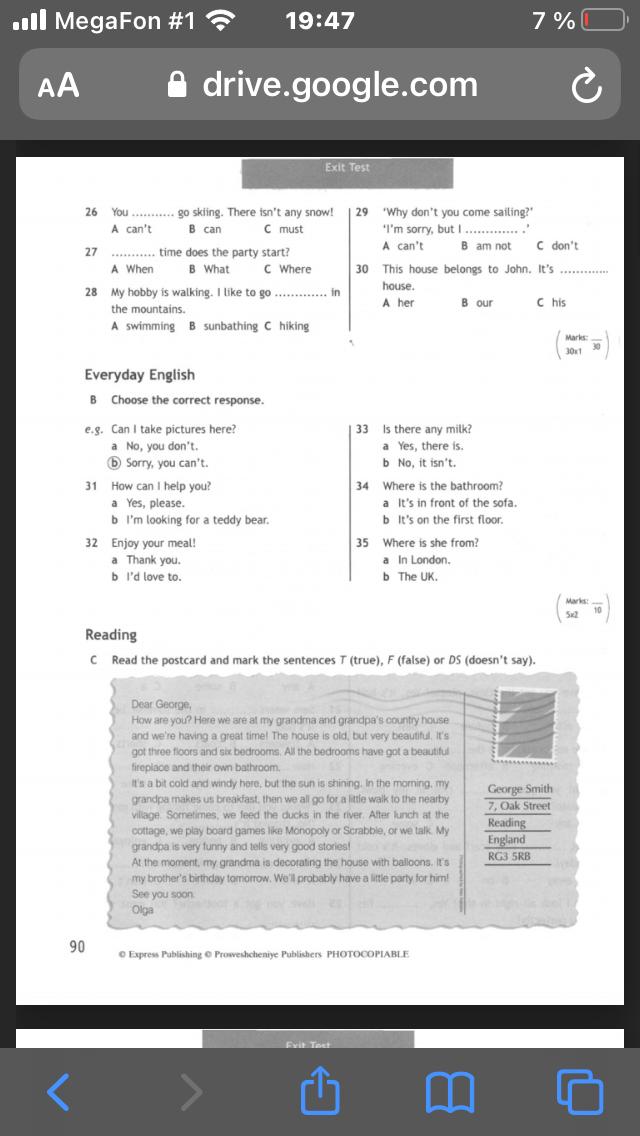 MegaFon #1 19:47 7 %
AA drive.google.com
Exit Test
26 You ........... go skiing. There isn't any snow!
A can't B can C must
27 ........... time does the party start?
A When B What C Where
28 My hobby is walking. I like to go ............. in
the mountains.
A swimming B sunbathing C hiking
29 'Why don't you come sailing?'
'I'm sorry, but I ............. .'
A can't B am not C don't
30 This house belongs to John. It's ............
house.
A her B our C his
Marks: __
30x1 30
Everyday English
B Choose the correct response.
e.g. Can I take pictures here?
a No, you don't.
b Sorry, you can't.
31 How can I help you?
a Yes, please.
b I'm looking for a teddy bear.
32 Enjoy your meal!
a Thank you.
b I'd love to.
33 Is there any milk?
a Yes, there is.
b No, it isn't.
34 Where is the bathroom?
a It's in front of the sofa.
b It's on the first floor.
35 Where is she from?
a In London.
b The UK.
Marks: __
5x2 10
Reading
C Read the postcard and mark the sentences T (true), F (false) or DS (doesn't say).
Dear George,
How are you? Here we are at my grandma and grandpa's country house
and we're having a great time! The house is old, but very beautiful. It's
got three floors and six bedrooms. All the bedrooms have got a beautiful
fireplace and their own bathroom.
It's a bit cold and windy here, but the sun is shining. In the morning, my
grandpa makes us breakfast, then we all go for a little walk to the nearby
village. Sometimes, we feed the ducks in the river. After lunch at the
cottage, we play board games like Monopoly or Scrabble, or we talk. My
grandpa is very funny and tells very good stories!
At the moment, my grandma is decorating the house with balloons. It's
my brother's birthday tomorrow. We'll probably have a little party for him!
See you soon.
Olga
George Smith
7, Oak Street
Reading
England
RG3 5RB
90
© Express Publishing © Proweshcheniye Publishers PHOTOCOPIABLE
Exit Test